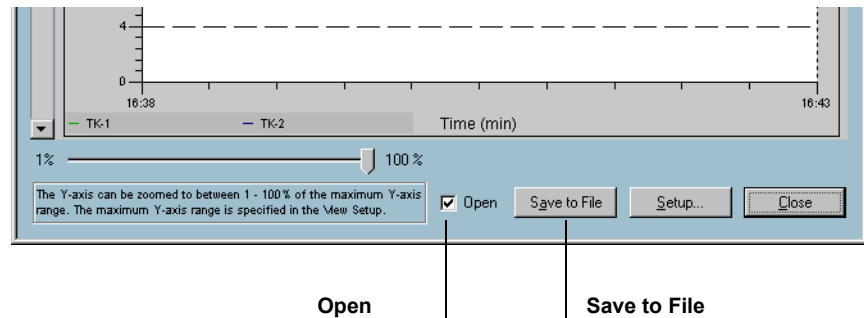 4
0
16:38 16:43
TK-1 TK-2 Time (min)
1% 100 %
The Y-axis can be zoomed to between 1 - 100% of the maximum Y-axis
range. The maximum Y-axis range is specified in the View Setup.
Open Save to File Setup... Close
Open Save to File